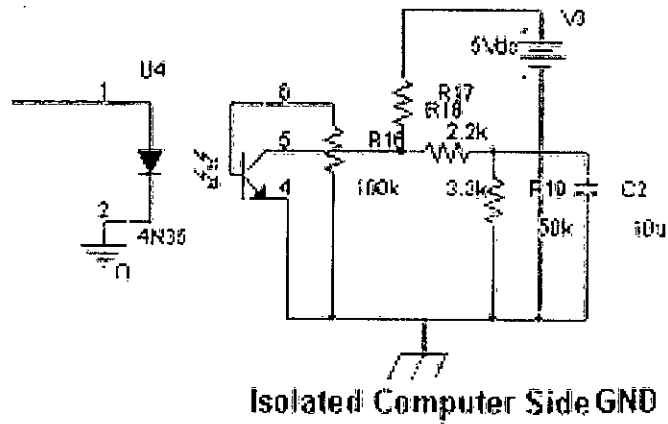 V3
U4
1
6
R17
R18
5
R16
2.2k
4
100k
3.3k
R19
C2
2
4N35
50k
10u
0
Isolated Computer Side GND